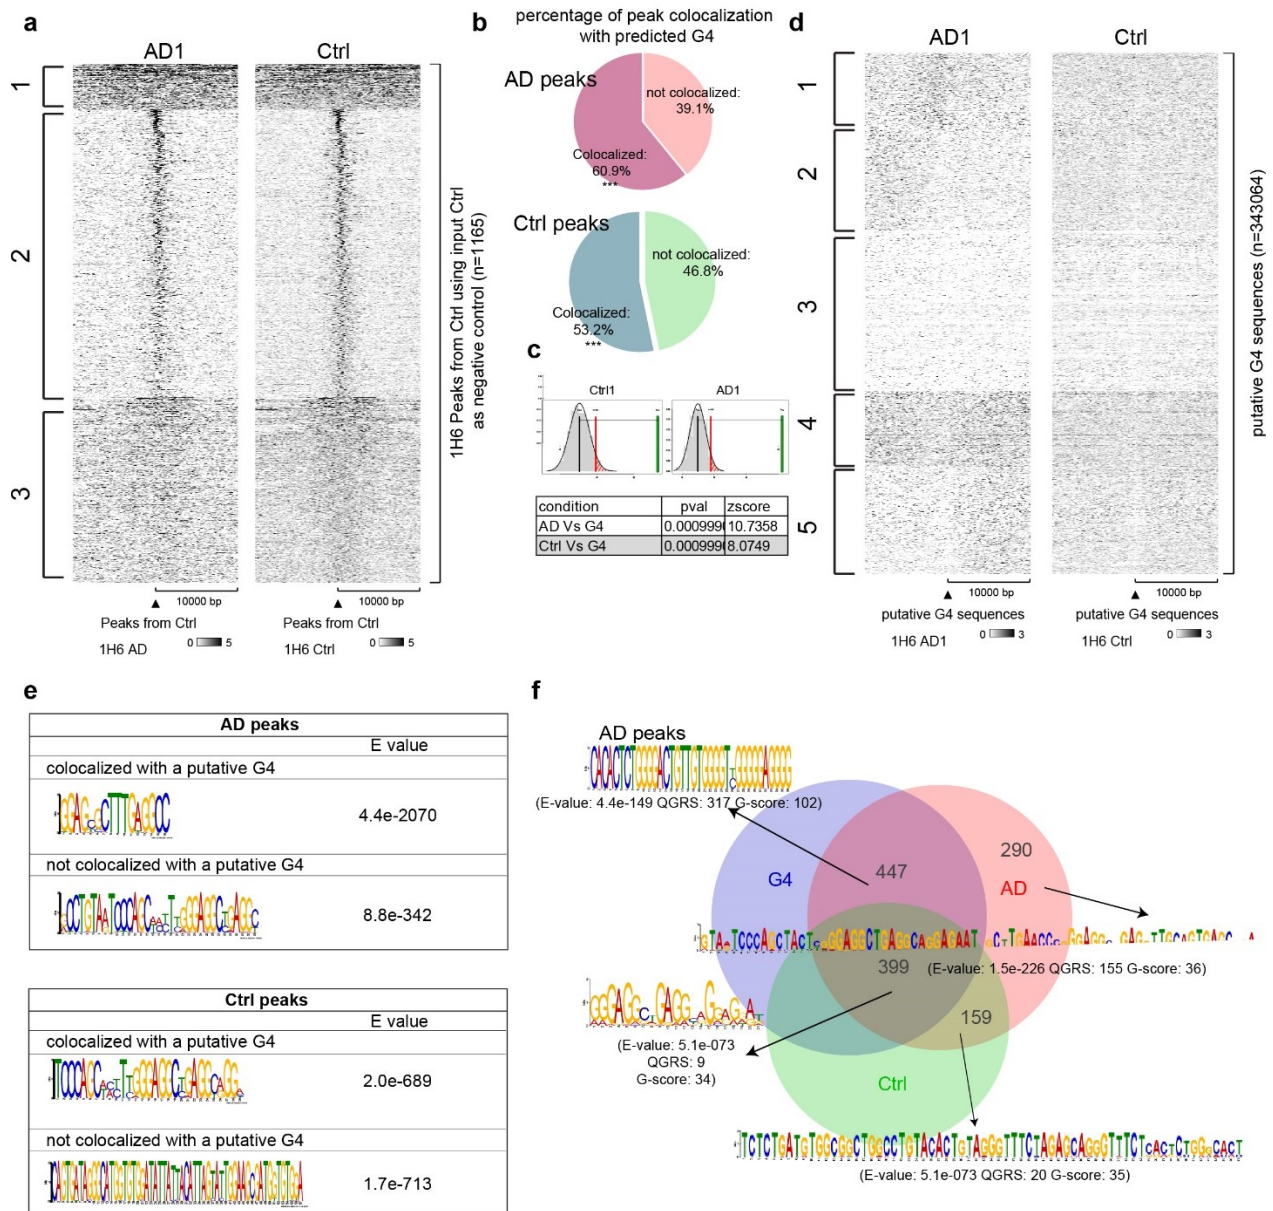 a
AD1
Ctrl
1
2
3
1H6 Peaks from Ctrl using input Ctrl
as negative control (n=1165)
10000 bp
10000 bp
Peaks from Ctrl
Peaks from Ctrl
1H6 AD
0
5
1H6 Ctrl
0
5
b
percentage of peak colocalization
with predicted G4
AD peaks
not colocalized:
39.1%
Colocalized:
60.9%
***
Ctrl peaks
not colocalized:
46.8%
Colocalized:
53.2%
***
c
Ctrl1
AD1
condition pval zscore
AD Vs G4 0.000999 10.7358
Ctrl Vs G4 0.000999 8.0749
d
AD1
Ctrl
1
2
3
4
5
putative G4 sequences (n=343064)
10000 bp
10000 bp
putative G4 sequences
putative G4 sequences
1H6 AD1
0
3
1H6 Ctrl
0
3
e
AD peaks
E value
colocalized with a putative G4
4.4e-2070
not colocalized with a putative G4
8.8e-342
Ctrl peaks
E value
colocalized with a putative G4
2.0e-689
not colocalized with a putative G4
1.7e-713
f
AD peaks
(E-value: 4.4e-149 QGRS: 317 G-score: 102)
G4
447
290
AD
(E-value: 1.5e-226 QGRS: 155 G-score: 36)
399
159
(E-value: 5.1e-073
QGRS: 9
G-score: 34)
Ctrl
(E-value: 5.1e-073 QGRS: 20 G-score: 35)